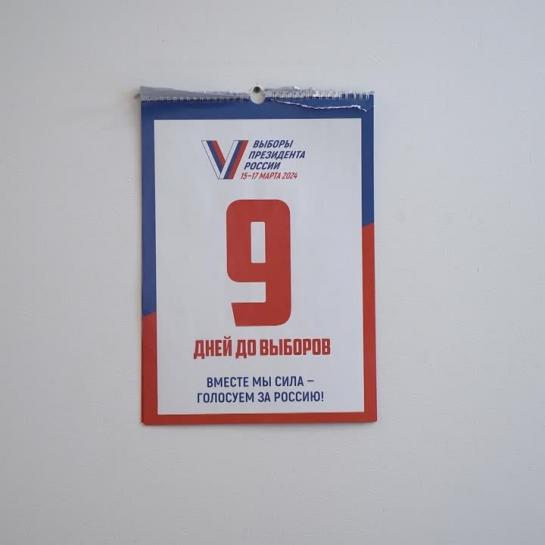 ВЫБОРЫ
ПРЕЗИДЕНТА
РОССИИ
15–17 МАРТА 2024
9
ДНЕЙ ДО ВЫБОРОВ
ВМЕСТЕ МЫ СИЛА –
ГОЛОСУЕМ ЗА РОССИЮ!